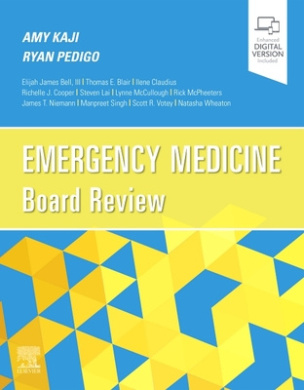 AMY KAJI
RYAN PEDIGO
Enhanced
DIGITAL
VERSION
Included
Elijah James Bell, III | Thomas E. Blair | Ilene Claudius
Richelle J. Cooper | Steven Lai | Lynne McCullough | Rick McPheeters
James T. Niemann | Manpreet Singh | Scott R. Votey | Natasha Wheaton
EMERGENCY MEDICINE
Board Review
ELSEVIER